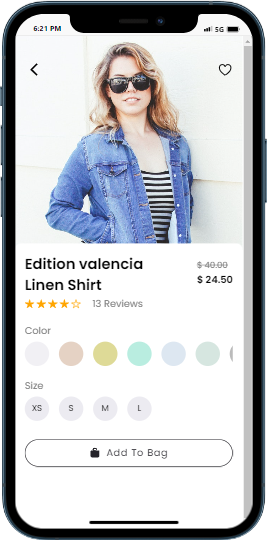 6:21 PM
5G
Edition valencia
Linen Shirt
$ 40.00
$ 24.50
13 Reviews
Color
Size
XS S M L
Add To Bag